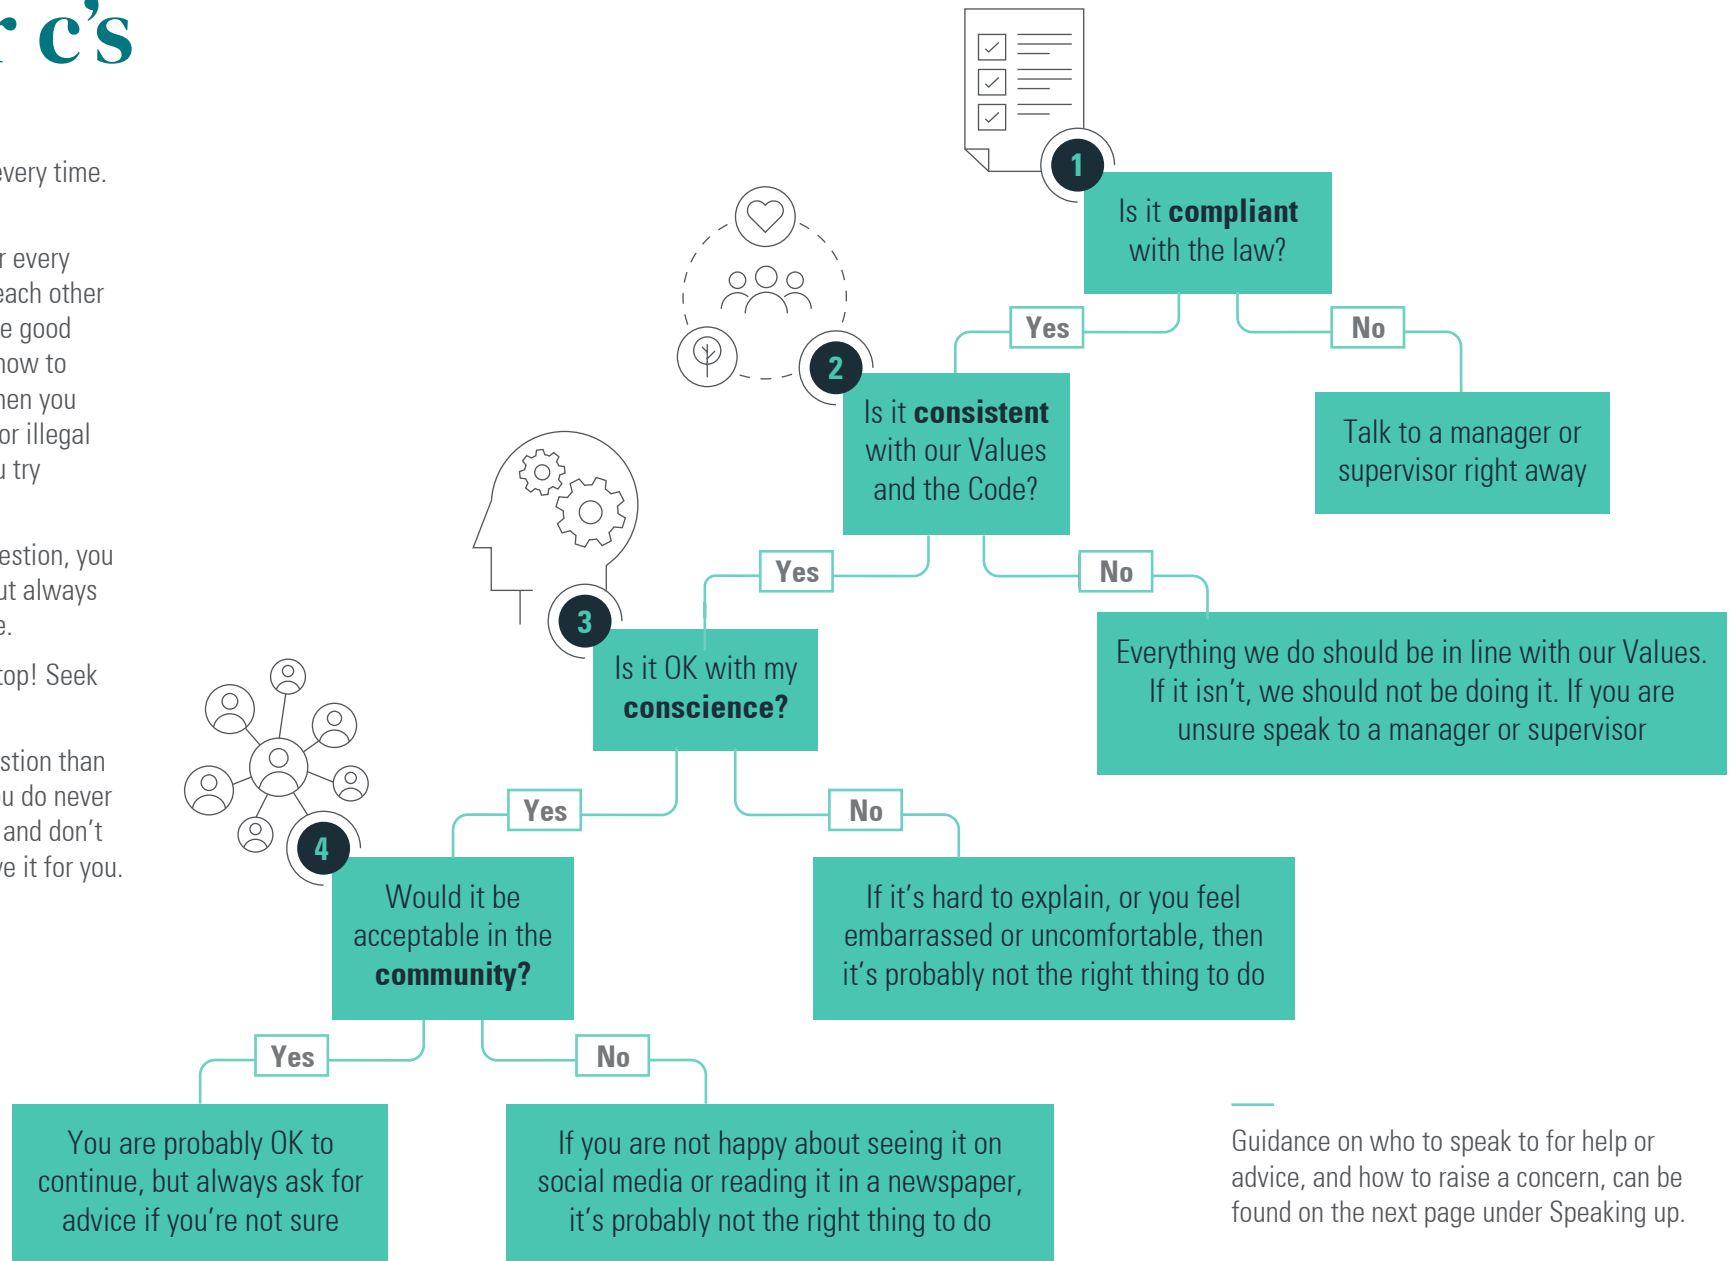 r c’s
every time.
r every
each other
e good
now to
hen you
or illegal
u try
estion, you
ut always
e.
top! Seek
stion than
ou do never
and don’t
ve it for you.
1
Is it compliant
with the law?
Yes
No
Talk to a manager or
supervisor right away
2
Is it consistent
with our Values
and the Code?
Yes
No
Everything we do should be in line with our Values.
If it isn’t, we should not be doing it. If you are
unsure speak to a manager or supervisor
3
Is it OK with my
conscience?
Yes
No
If it’s hard to explain, or you feel
embarrassed or uncomfortable, then
it’s probably not the right thing to do
4
Would it be
acceptable in the
community?
Yes
No
You are probably OK to
continue, but always ask for
advice if you’re not sure
If you are not happy about seeing it on
social media or reading it in a newspaper,
it’s probably not the right thing to do
Guidance on who to speak to for help or
advice, and how to raise a concern, can be
found on the next page under Speaking up.